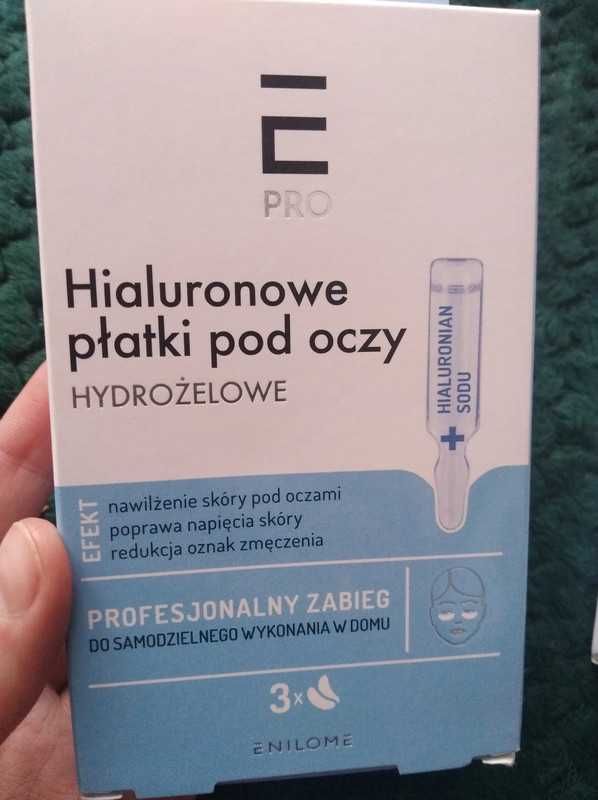 E
PRO
Hialuronowe
płatki pod oczy
HYDROŻELOWE
HIALURONIAN
SODU
+
EFEKT
nawilżenie skóry pod oczami
poprawa napięcia skóry
redukcja oznak zmęczenia
PROFESJONALNY ZABIEG
DO SAMODZIELNEGO WYKONANIA W DOMU
3x
ENILOME